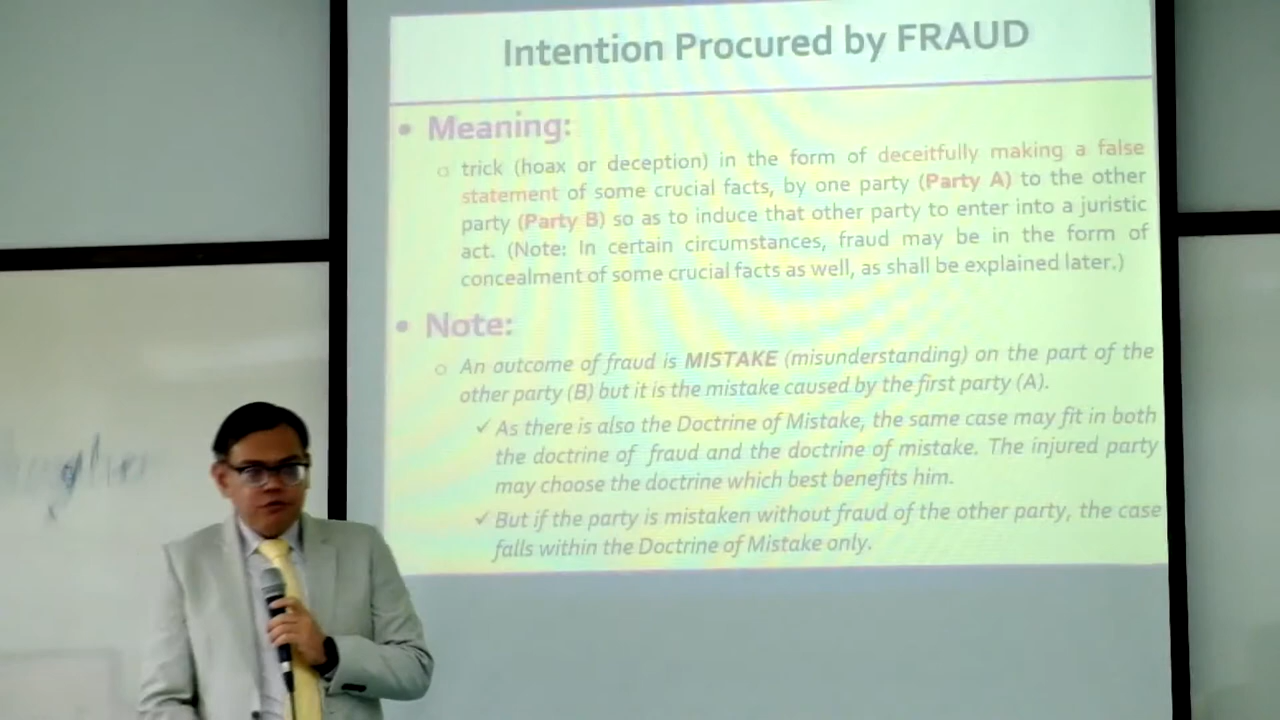 Intention Procured by FRAUD
• Meaning:
o trick (hoax or deception) in the form of deceitfully making a false
statement of some crucial facts, by one party (Party A) to the other
party (Party B) so as to induce that other party to enter into a juristic
act. (Note: In certain circumstances, fraud may be in the form of
concealment of some crucial facts as well, as shall be explained later.)
• Note:
o An outcome of fraud is MISTAKE (misunderstanding) on the part of the
other party (B) but it is the mistake caused by the first party (A).
✓ As there is also the Doctrine of Mistake, the same case may fit in both
the doctrine of fraud and the doctrine of mistake. The injured party
may choose the doctrine which best benefits him.
✓ But if the party is mistaken without fraud of the other party, the case
falls within the Doctrine of Mistake only.